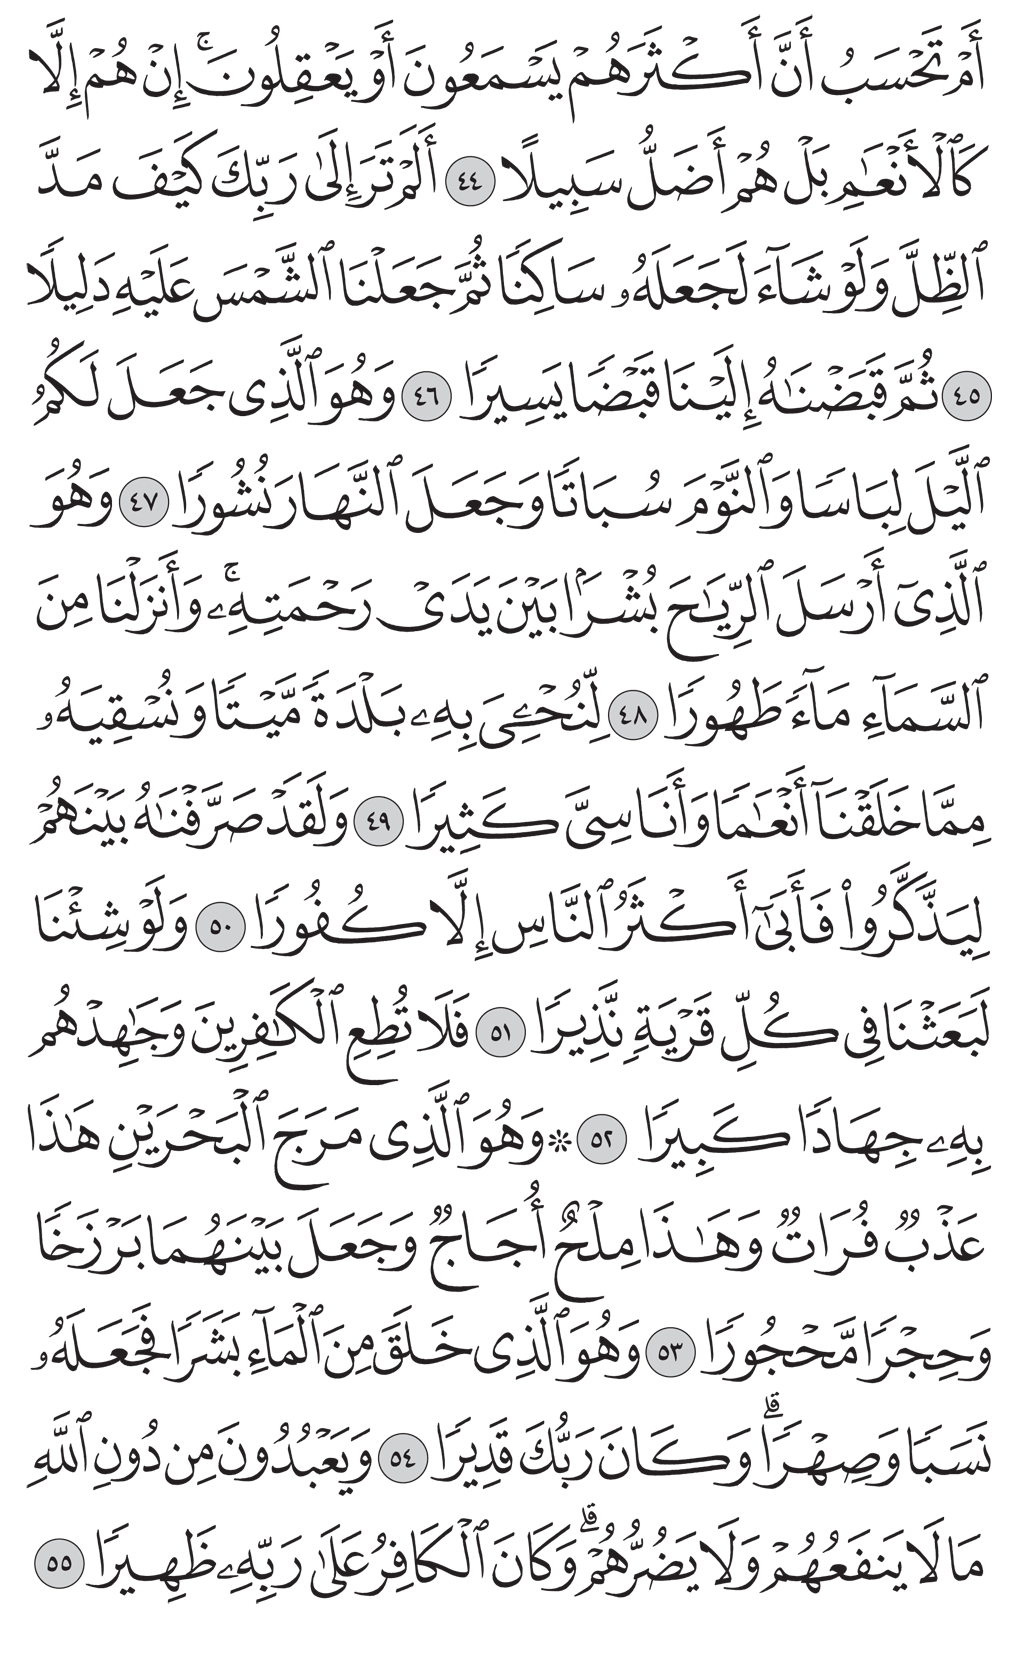 أَمْ تَحْسَبُ أَنَّ أَكْثَرَهُمْ يَسْمَعُونَ أَوْ يَعْقِلُونَ ۚ إِنْ هُمْ إِلَّا
كَالْأَنْعَٰمِ بَلْ هُمْ أَضَلُّ سَبِيلًا ٤٤ أَلَمْ تَرَ إِلَىٰ رَبِّكَ كَيْفَ مَدَّ
ٱلظِّلَّ وَلَوْ شَآءَ لَجَعَلَهُۥ سَاكِنًا ثُمَّ جَعَلْنَا ٱلشَّمْسَ عَلَيْهِ دَلِيلًا
٤٥ ثُمَّ قَبَضْنَٰهُ إِلَيْنَا قَبْضًا يَسِيرًا ٤٦ وَهُوَ ٱلَّذِى جَعَلَ لَكُمُ
ٱلَّيْلَ لِبَاسًا وَٱلنَّوْمَ سُبَاتًا وَجَعَلَ ٱلنَّهَارَ نُشُورًا ٤٧ وَهُوَ
ٱلَّذِىٓ أَرْسَلَ ٱلرِّيَٰحَ بُشْرًۢا بَيْنَ يَدَىْ رَحْمَتِهِۦ ۚ وَأَنزَلْنَا مِنَ
ٱلسَّمَآءِ مَآءً طَهُورًا ٤٨ لِّنُحْۦِىَ بِهِۦ بَلْدَةً مَّيْتًا وَنُسْقِيَهُۥ
مِمَّا خَلَقْنَآ أَنْعَٰمًا وَأَنَاسِىَّ كَثِيرًا ٤٩ وَلَقَدْ صَرَّفْنَٰهُ بَيْنَهُمْ
لِيَذَّكَّرُوا۟ فَأَبَىٰٓ أَكْثَرُ ٱلنَّاسِ إِلَّا كُفُورًا ٥٠ وَلَوْ شِئْنَا
لَبَعَثْنَا فِى كُلِّ قَرْيَةٍ نَّذِيرًا ٥١ فَلَا تُطِعِ ٱلْكَٰفِرِينَ وَجَٰهِدْهُم
بِهِۦ جِهَادًا كَبِيرًا ٥٢ ۞ وَهُوَ ٱلَّذِى مَرَجَ ٱلْبَحْرَيْنِ هَٰذَا
عَذْبٌ فُرَاتٌ وَهَٰذَا مِلْحٌ أُجَاجٌ وَجَعَلَ بَيْنَهُمَا بَرْزَخًا
وَحِجْرًا مَّحْجُورًا ٥٣ وَهُوَ ٱلَّذِى خَلَقَ مِنَ ٱلْمَآءِ بَشَرًا فَجَعَلَهُۥ
نَسَبًا وَصِهْرًا ۗ وَكَانَ رَبُّكَ قَدِيرًا ٥٤ وَيَعْبُدُونَ مِن دُونِ ٱللَّهِ
مَا لَا يَنفَعُهُمْ وَلَا يَضُرُّهُمْ ۗ وَكَانَ ٱلْكَافِرُ عَلَىٰ رَبِّهِۦ ظَهِيرًا ٥٥